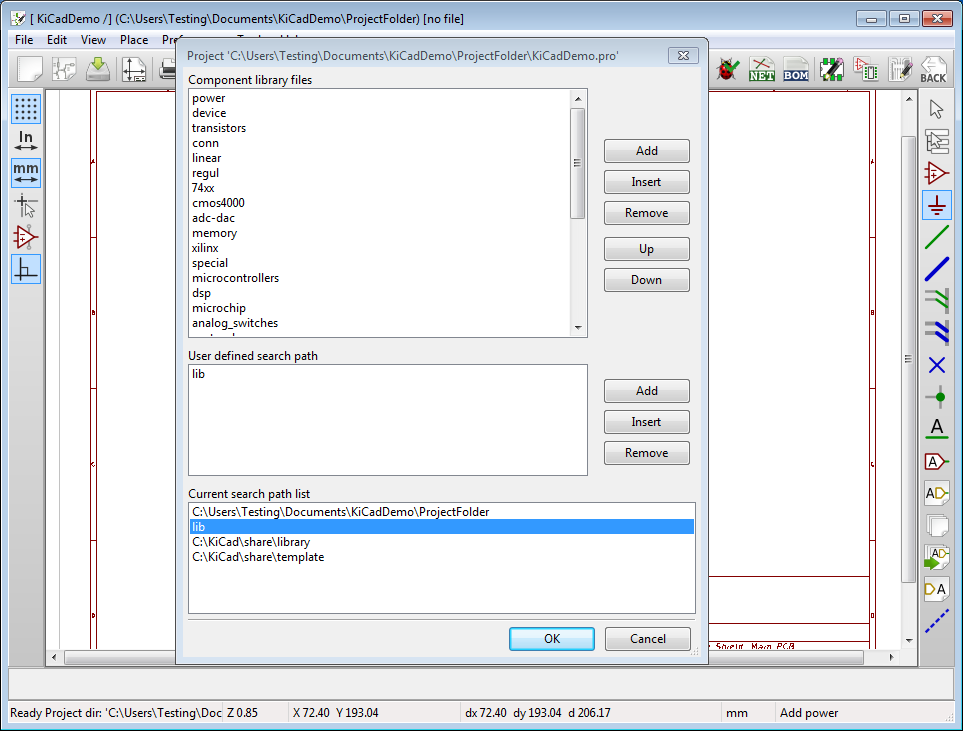 [ KiCadDemo /] (C:\Users\Testing\Documents\KiCadDemo\ProjectFolder) [no file]
File Edit View Place
Project 'C:\Users\Testing\Documents\KiCadDemo\ProjectFolder\KiCadDemo.pro'
NET
BOM
BACK
In
mm
Component library files
power
device
transistors
conn
linear
regul
74xx
cmos4000
adc-dac
memory
xilinx
special
microcontrollers
dsp
microchip
analog_switches
Add
Insert
Remove
Up
Down
User defined search path
lib
Add
Insert
Remove
Current search path list
C:\Users\Testing\Documents\KiCadDemo\ProjectFolder
lib
C:\KiCad\share\library
C:\KiCad\share\template
OK
Cancel
A
A
AD
AD
DA
Main PCB
Ready Project dir: 'C:\Users\Testing\Doc Z 0.85 X 72.40 Y 193.04 dx 72.40 dy 193.04 d 206.17 mm Add power